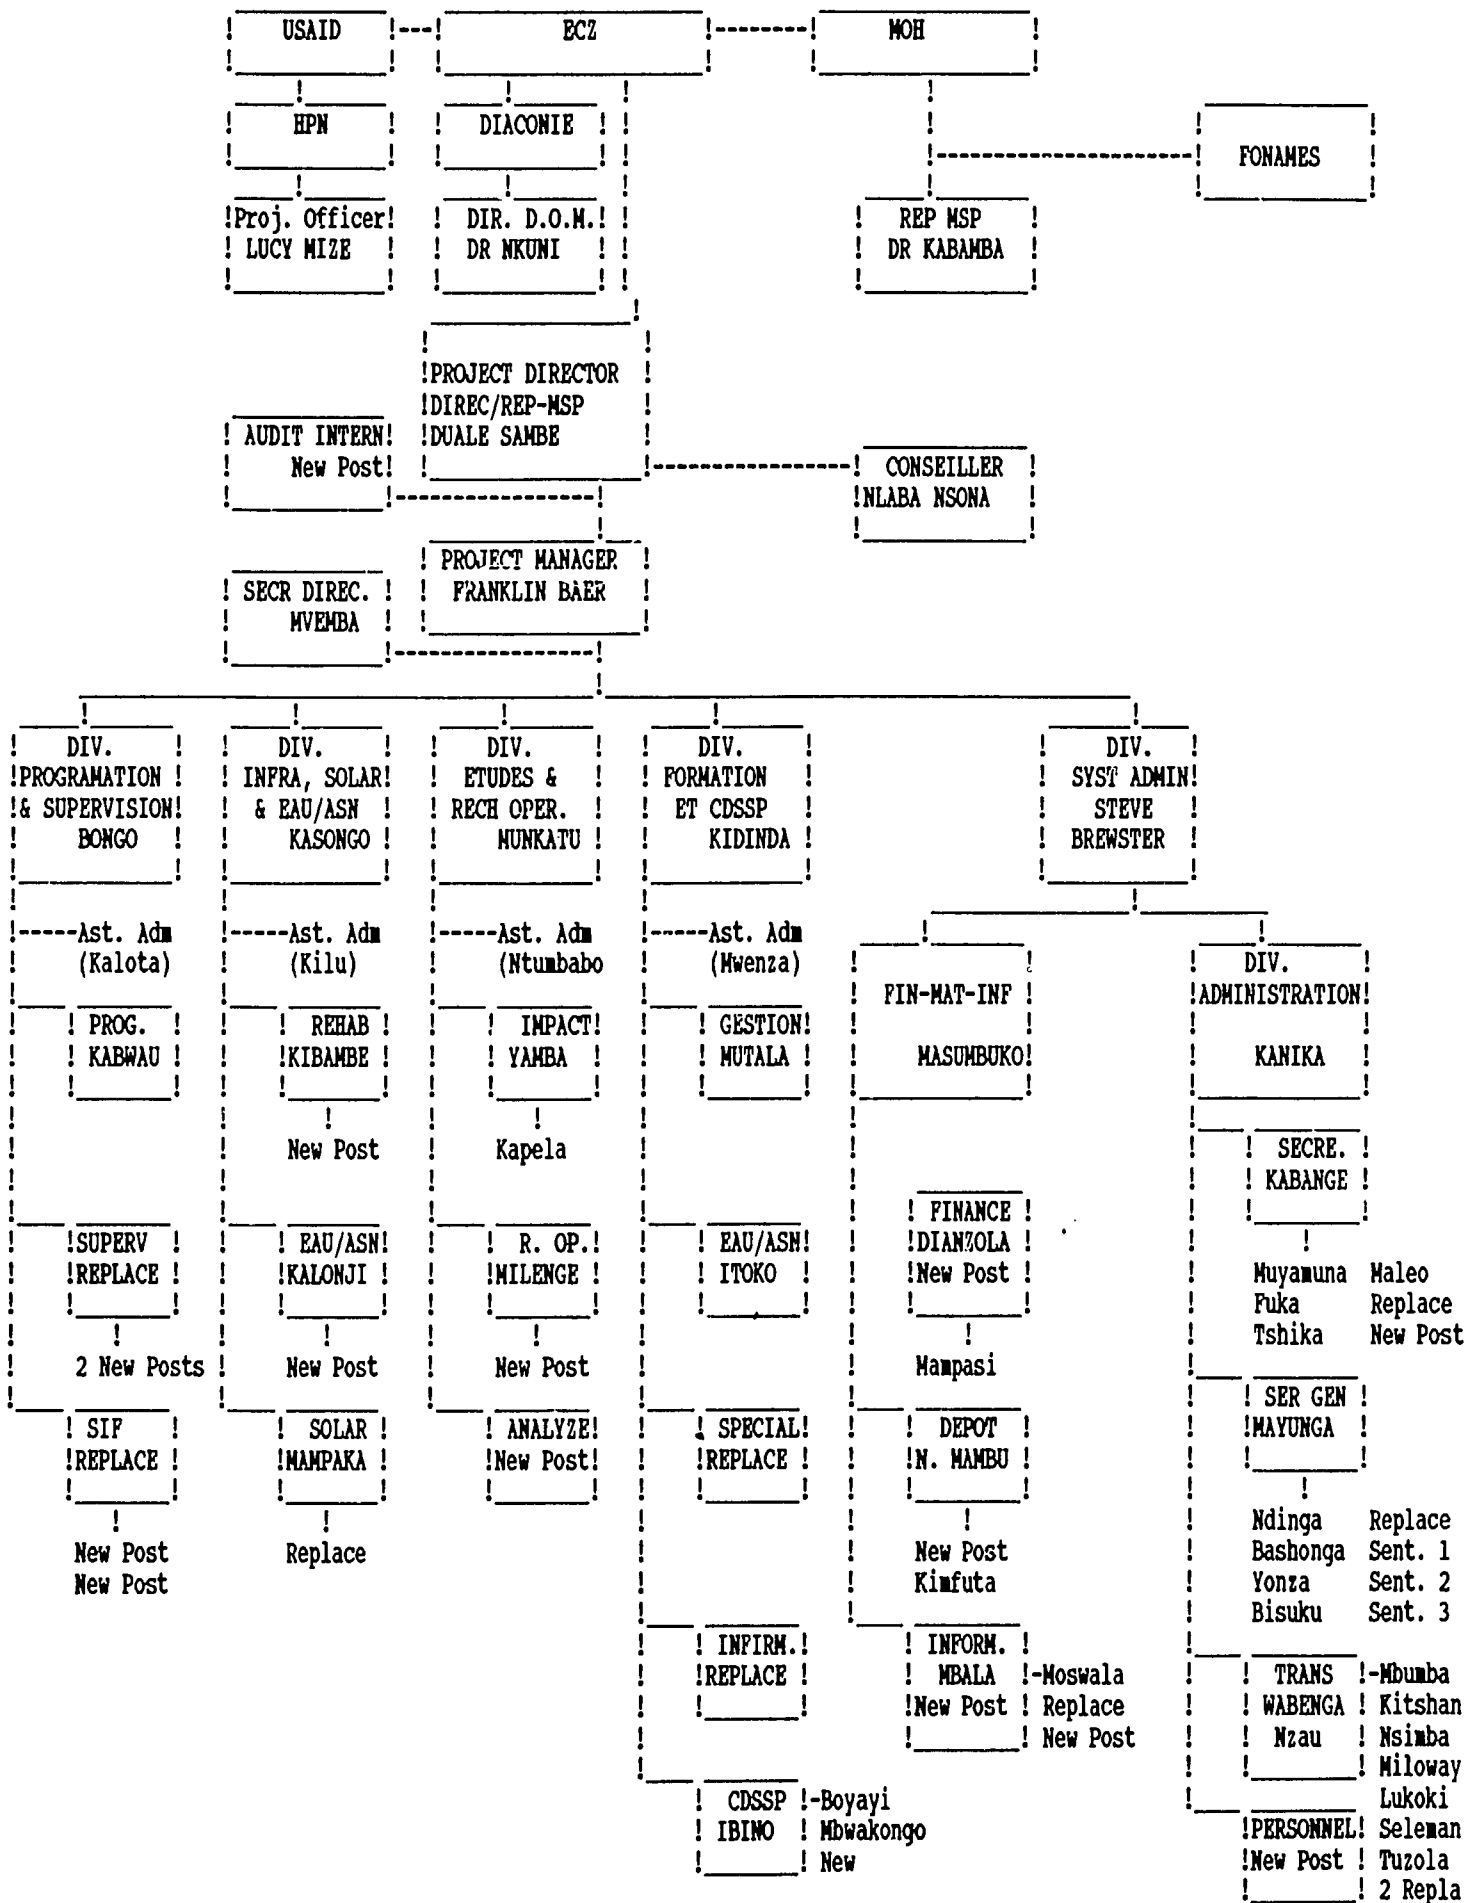 USAID ECZ MOH
HPN DIACONIE
FONAMES
Proj. Officer DIR. D.O.M. REP MSP
LUCY MIZE DR NKUNI DR KABAMBA
PROJECT DIRECTOR
DIREC/REP-MSP
AUDIT INTERN DUALE SAMBE
New Post CONSEILLER
NLABA NSONA
PROJECT MANAGER
SECR DIREC. FRANKLIN BAER
MVEMBA
DIV. DIV. DIV. DIV. DIV.
PROGRAMATION INFRA, SOLAR ETUDES & FORMATION SYST ADMIN
& SUPERVISION & EAU/ASN RECH OPER. ET CDSSP STEVE
BONGO KASONGO MUNKATU KIDINDA BREWSTER
Ast. Adm Ast. Adm Ast. Adm Ast. Adm
(Kalota) (Kilu) (Ntumbabo (Mwenza) DIV.
FIN-MAT-INF ADMINISTRATION
PROG. REHAB IMPACT GESTION
KABWAU KIBAMBE YAMBA MUTALA MASUMBUKO KANIKA
New Post Kapela SECRE.
KABANGE
FINANCE
SUPERV EAU/ASN R. OP. EAU/ASN DIANZOLA
REPLACE KALONJI MILENGE ITOKO New Post Muyamuna Maleo
Fuka Replace
Tshika New Post
2 New Posts New Post New Post Mampasi
SER GEN
SIF SOLAR ANALYZE SPECIAL DEPOT MAYUNGA
REPLACE MAMPAKA New Post REPLACE N. MAMBU
Ndinga Replace
New Post Replace New Post Bashonga Sent. 1
New Post Kimfuta Yonza Sent. 2
Bisuku Sent. 3
INFIRM. INFORM.
REPLACE MBALA -Moswala TRANS -Mbumba
New Post Replace WABENGA Kitshan
New Post Nzau Nsimba
Miloway
CDSSP -Boyayi Lukoki
IBINO Mbwakongo PERSONNEL Seleman
New New Post Tuzola
2 Repla